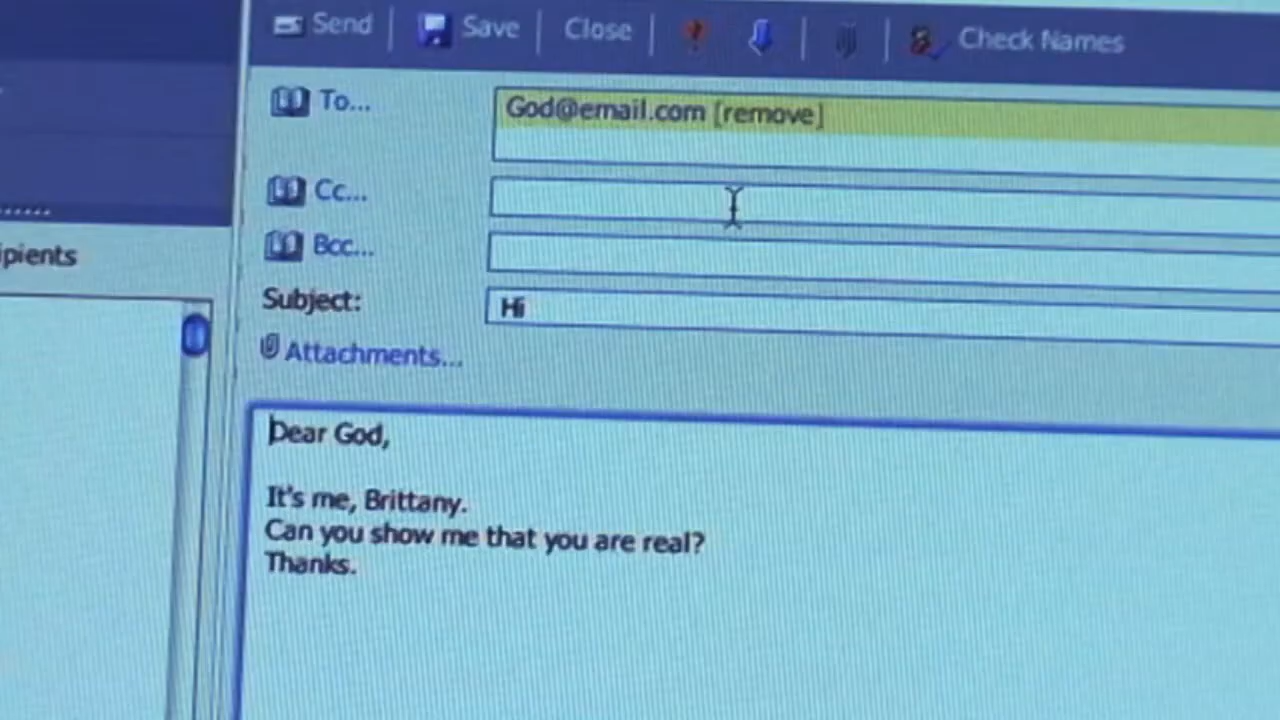 Send Save Close Check Names
To... God@email.com [remove]
Cc...
Bcc...
ipients
Subject: Hi
Attachments...
Dear God,
It's me, Brittany.
Can you show me that you are real?
Thanks.